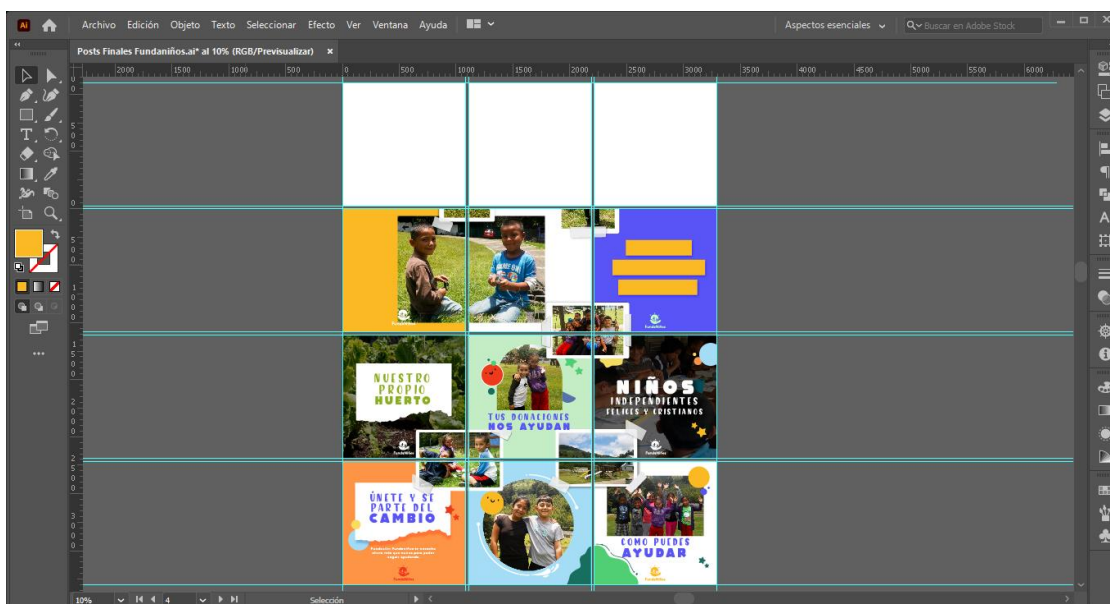 Ai Archivo Edición Objeto Texto Seleccionar Efecto Ver Ventana Ayuda Aspectos esenciales Buscar en Adobe Stock
Posts Finales Fundaniños.ai* al 10% (RGB/Previsualizar) ×
2000 1500 1000 500 0 500 1000 1500 2000 2500 3000 3500 4000 4500 5000 5500 6000
NUESTRO
PROPIO
HUERTO
TUS DONACIONES
NOS AYUDAN
NIÑOS
INDEPENDIENTES
FELICES Y CRISTIANOS
ÚNETE Y SE
PARTE DEL
CAMBIO
COMO PUEDES
AYUDAR
10% 4 Selección